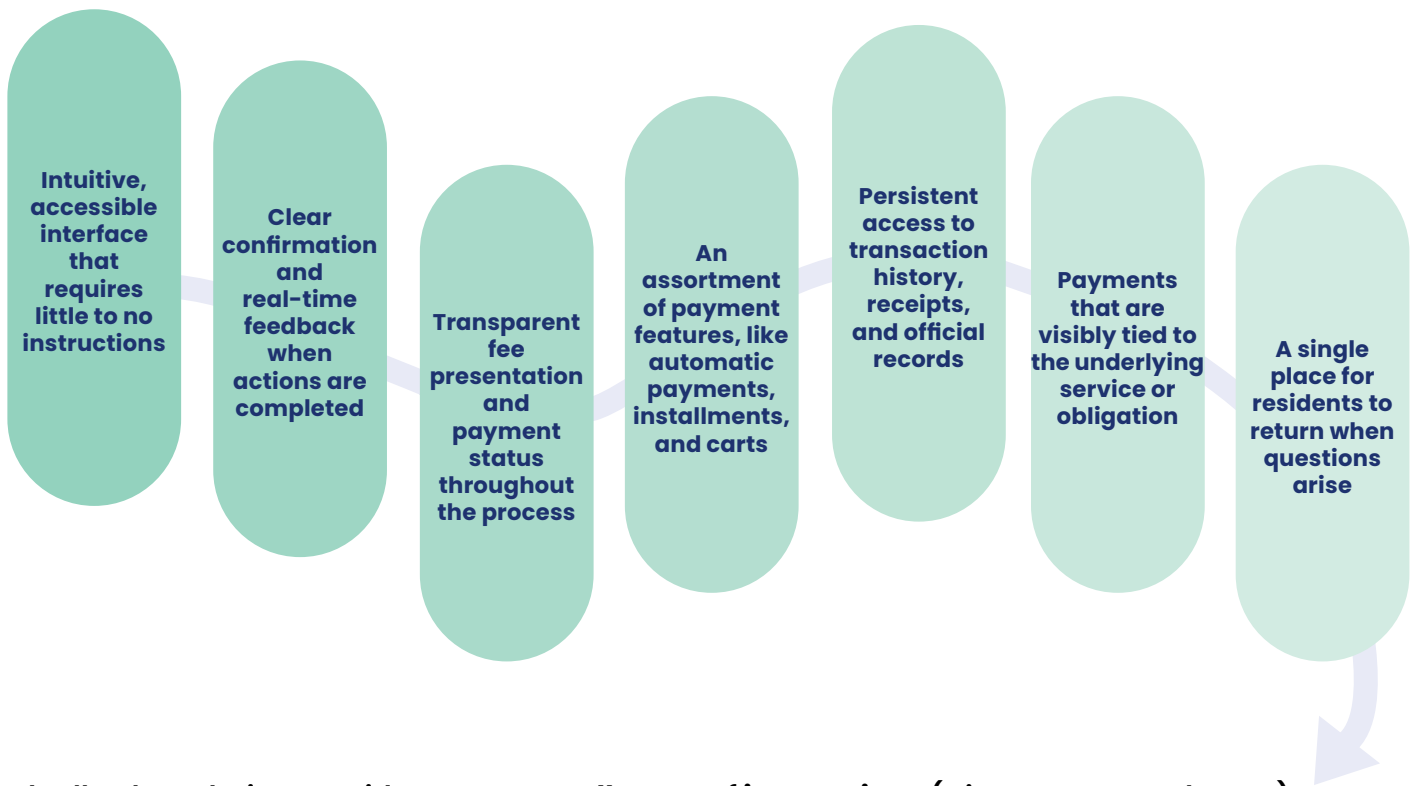 Intuitive,
accessible
interface
that
requires
little to no
instructions
Clear
confirmation
and
real-time
feedback
when
actions are
completed
Transparent
fee
presentation
and
payment
status
throughout
the process
An
assortment
of payment
features, like
automatic
payments,
installments,
and carts
Persistent
access to
transaction
history,
receipts,
and official
records
Payments
that are
visibly tied to
the underlying
service or
obligation
A single
place for
residents to
return when
questions
arise